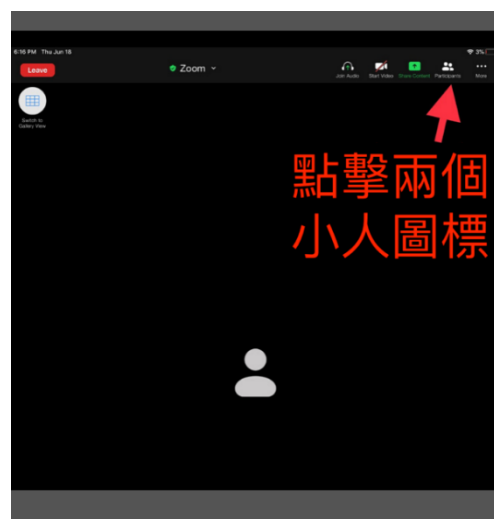 6:16 PM Thu Jun 18
3%
Leave
Zoom
Join Audio
Start Video
Share Content
Participants
More
Switch to
Gallery View
點擊兩個
小人圖標